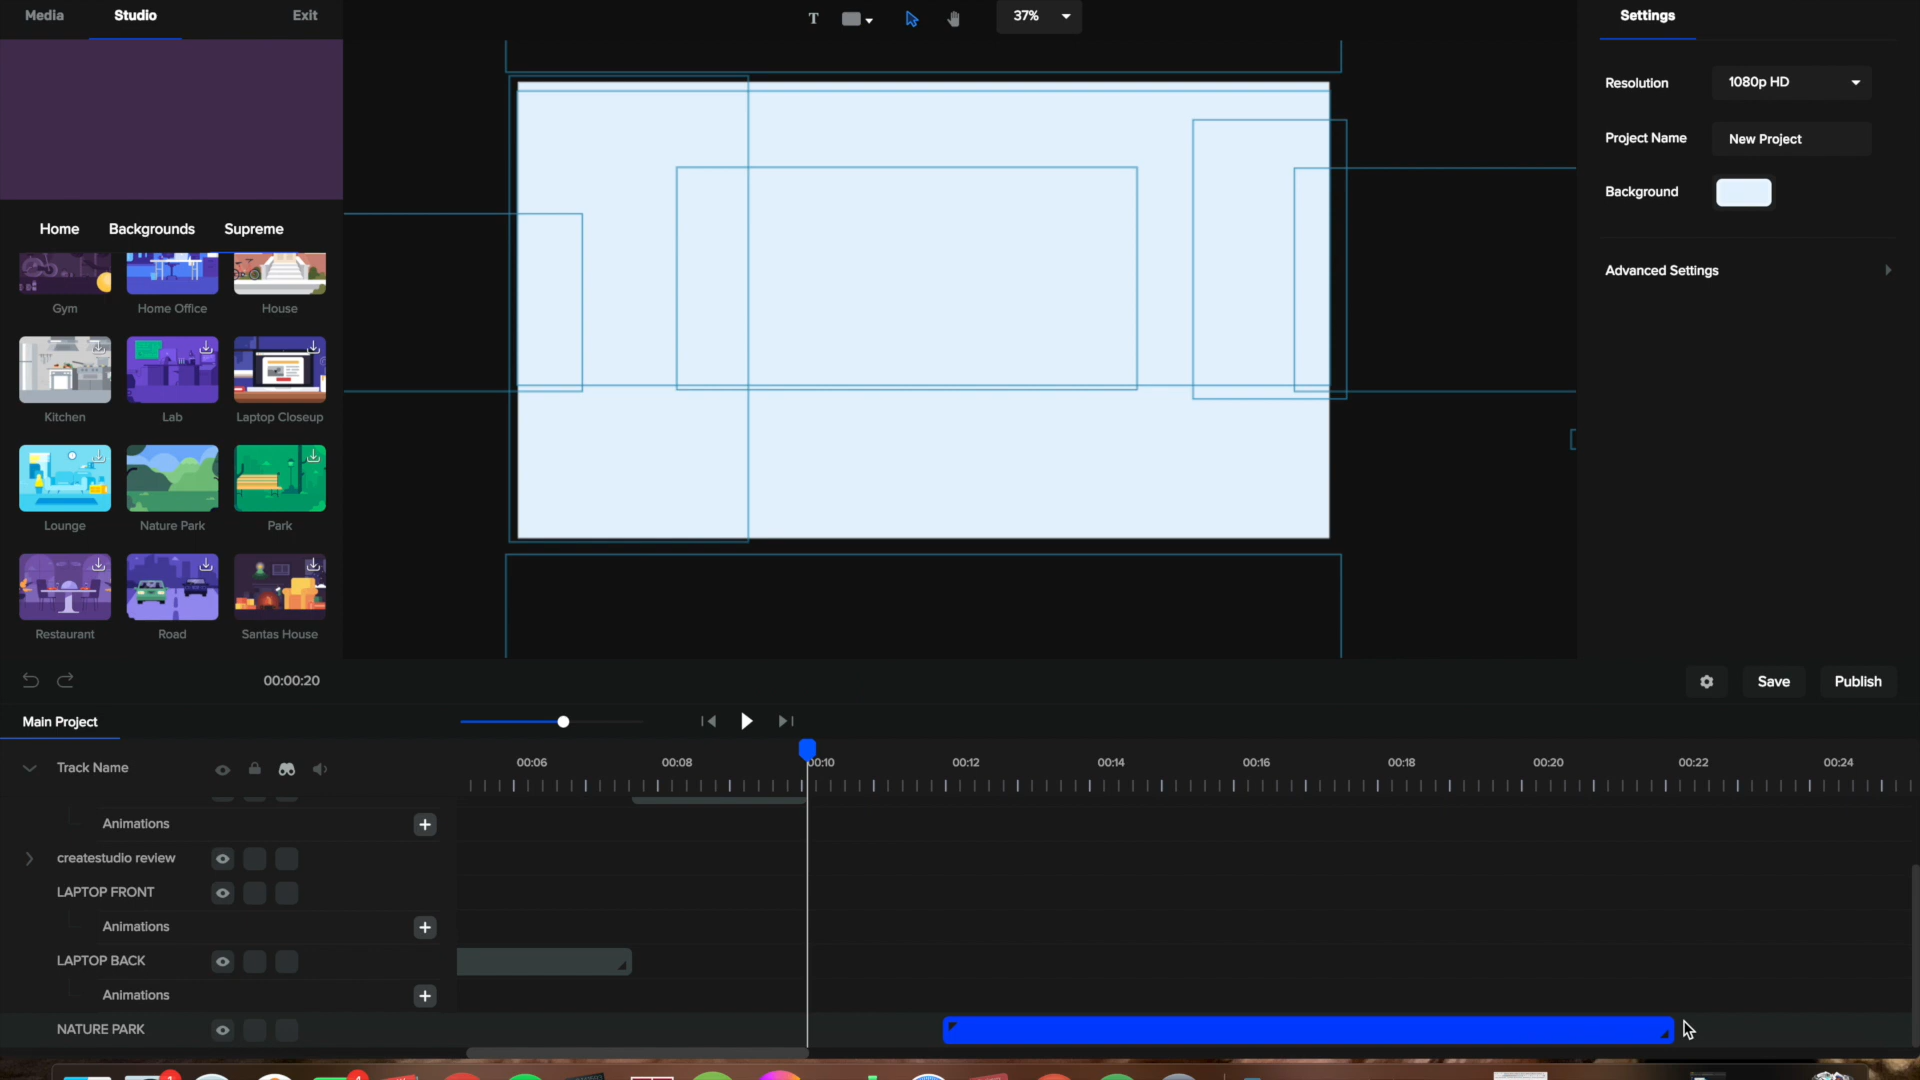 Media Studio Exit
T 37%
Settings
Resolution 1080p HD
Project Name New Project
Background
Advanced Settings
Home Backgrounds Supreme
Gym Home Office House
Kitchen Lab Laptop Closeup
Lounge Nature Park Park
Restaurant Road Santas House
00:00:20
Save Publish
Main Project
Track Name
00:06 00:08 00:10 00:12 00:14 00:16 00:18 00:20 00:22 00:24
Animations
createstudio review
LAPTOP FRONT
Animations
LAPTOP BACK
Animations
NATURE PARK